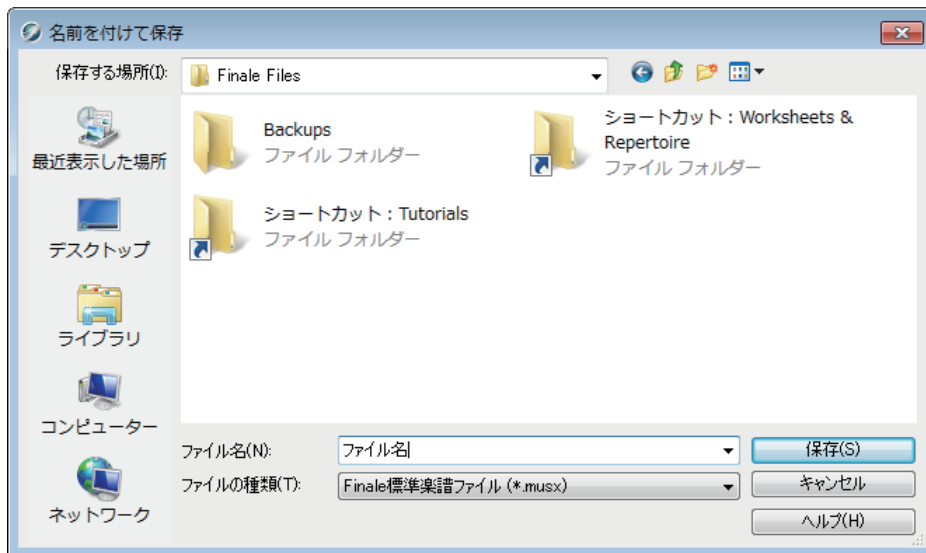 名前を付けて保存
保存する場所(I):
Finale Files
最近表示した場所
デスクトップ
ライブラリ
コンピューター
ネットワーク
Backups
ファイル フォルダー
ショートカット : Worksheets &
Repertoire
ファイル フォルダー
ショートカット : Tutorials
ファイル フォルダー
ファイル名(N):
ファイル名
保存(S)
ファイルの種類(T):
Finale標準楽譜ファイル (*.musx)
キャンセル
ヘルプ(H)